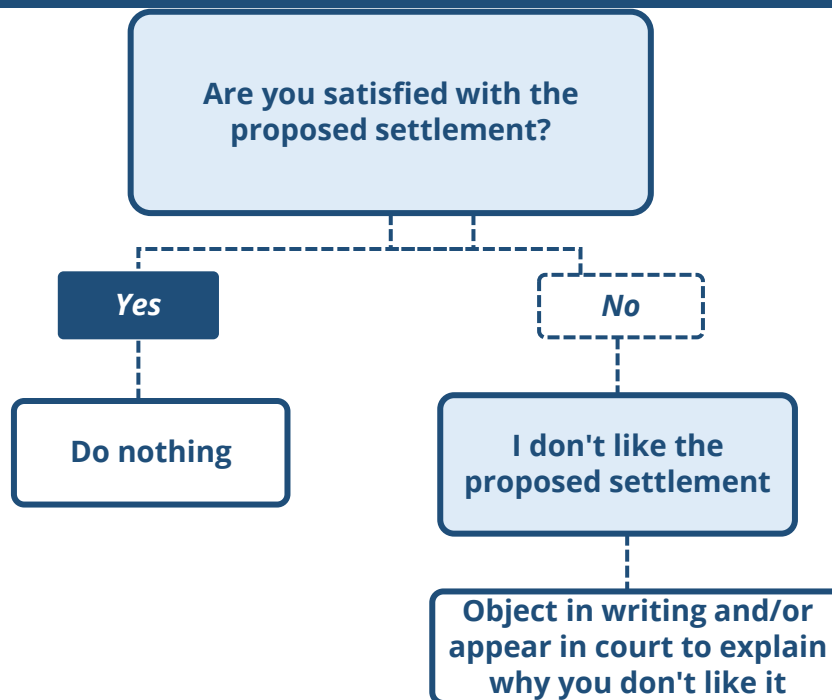 Are you satisfied with the
proposed settlement?
Yes
No
Do nothing
I don't like the
proposed settlement
Object in writing and/or
appear in court to explain
why you don't like it